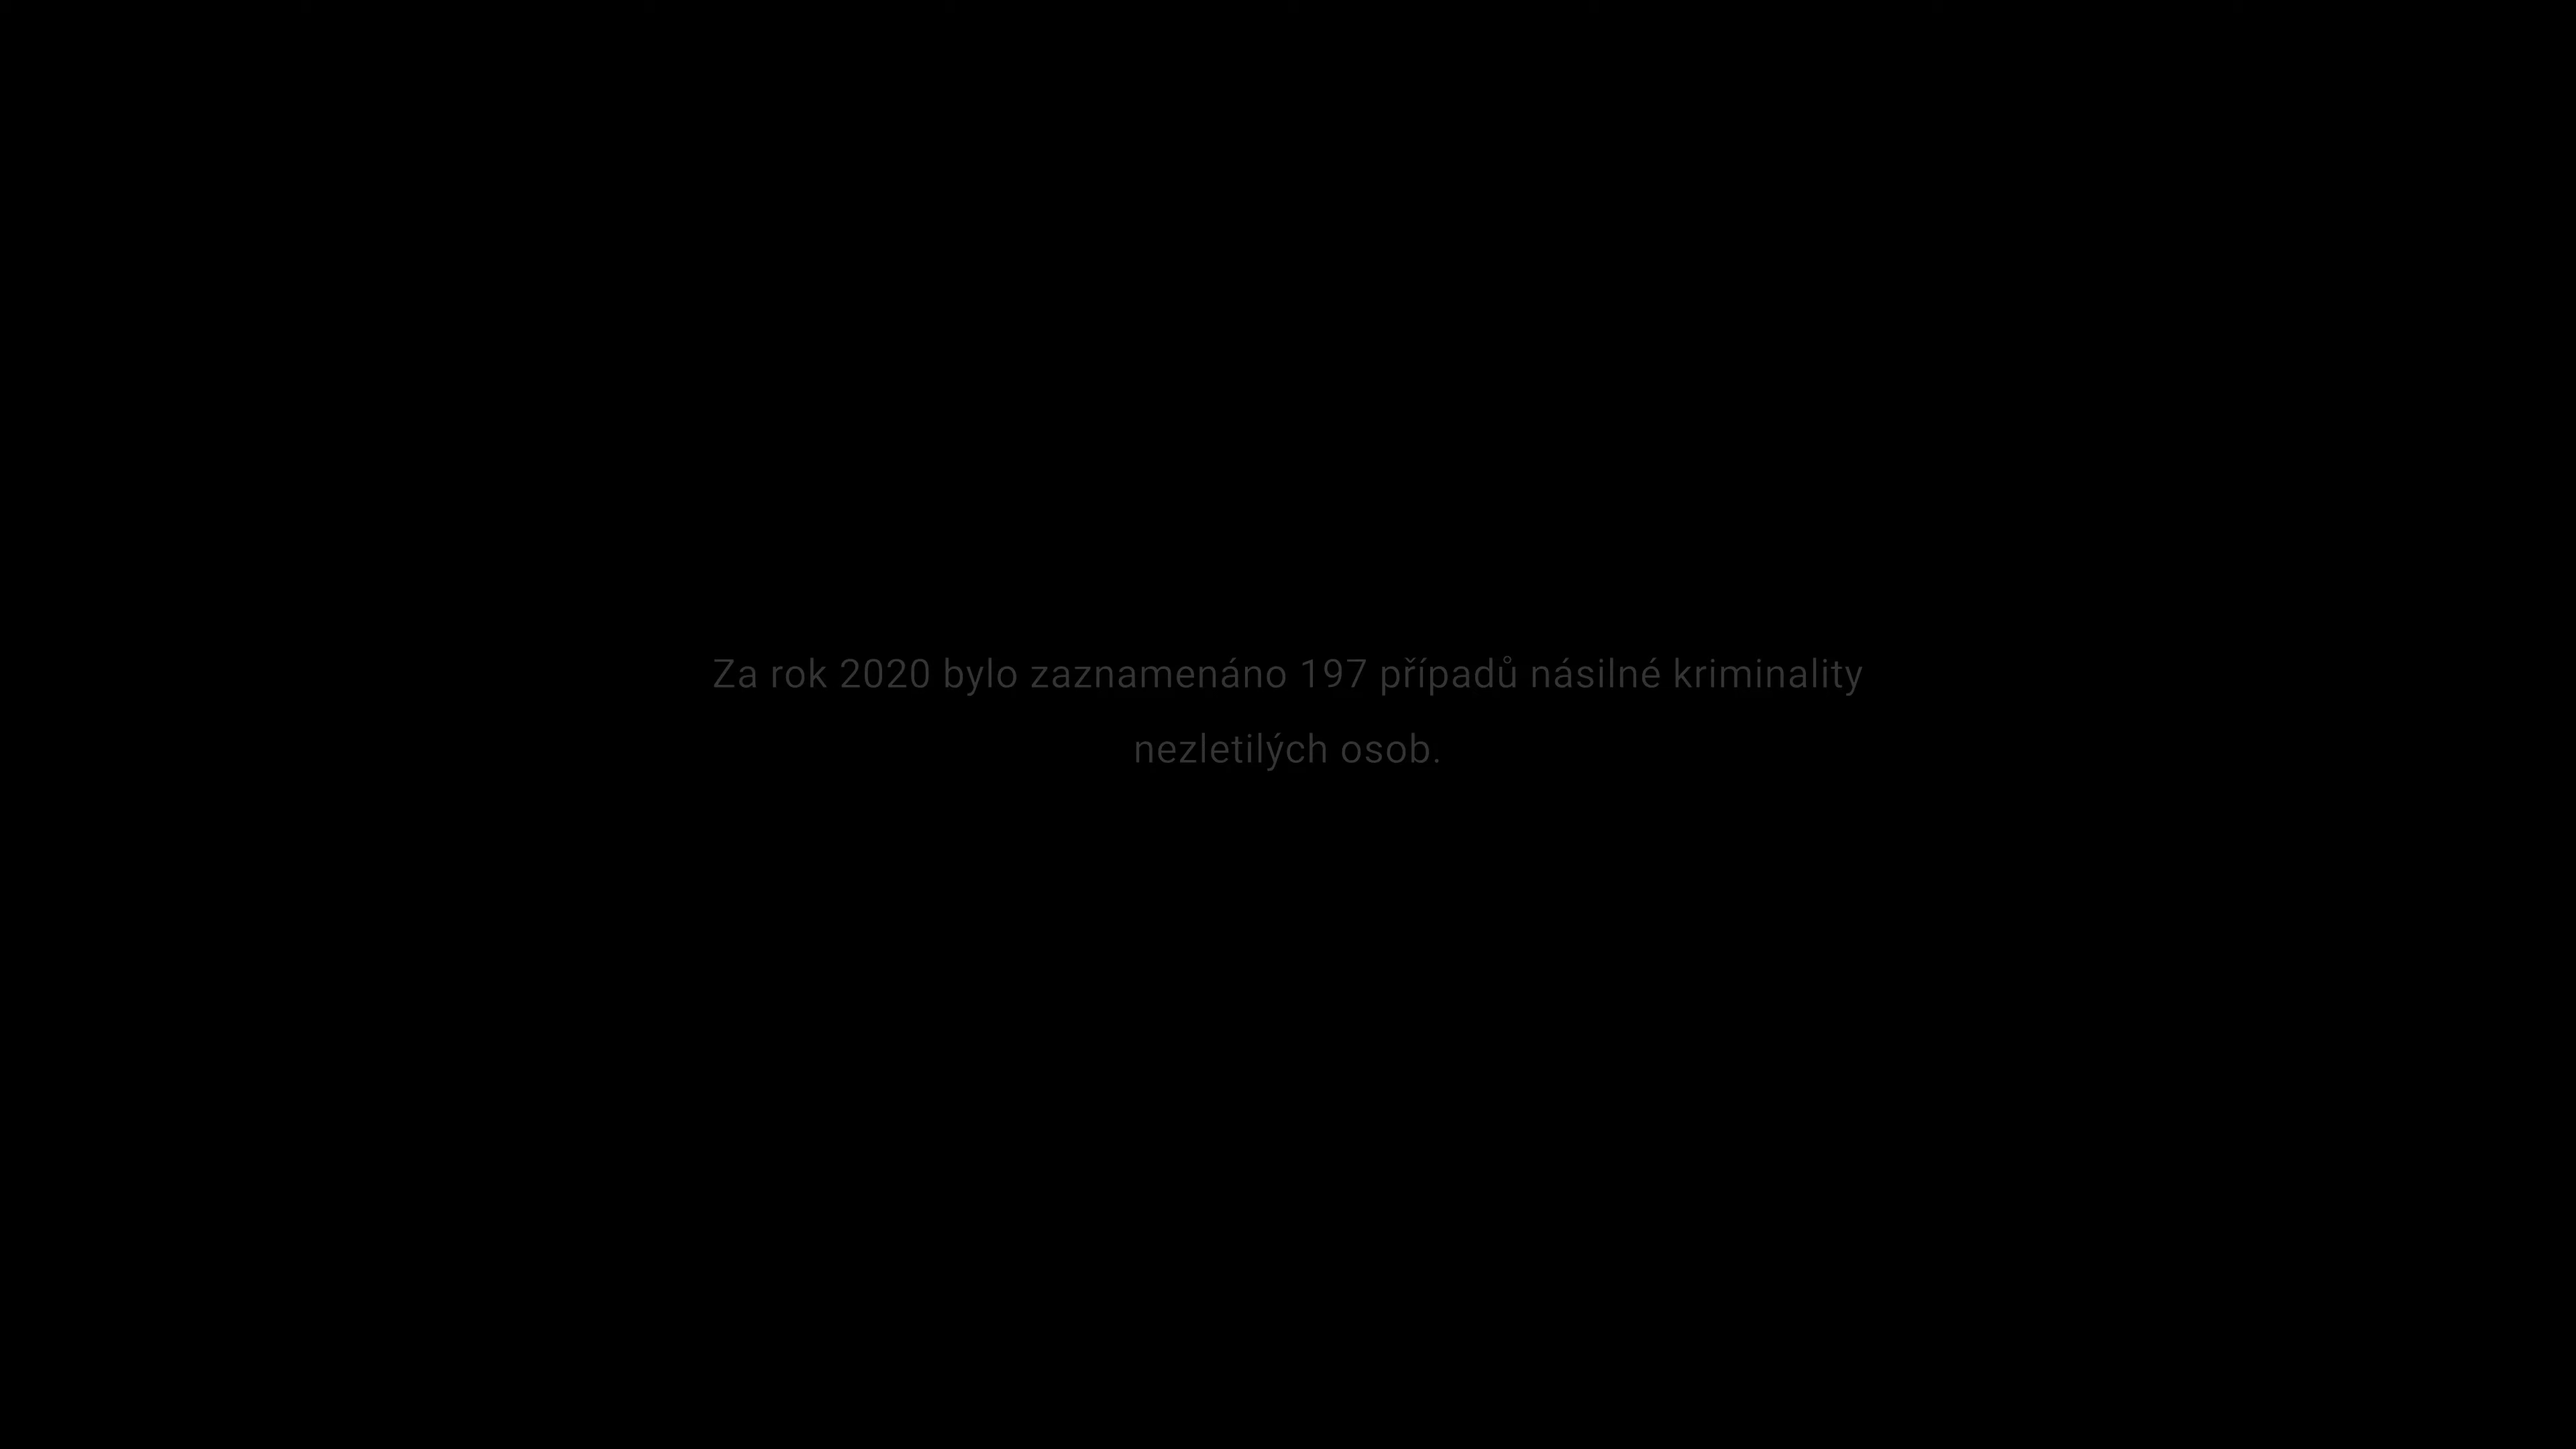 Za rok 2020 bylo zaznamenáno 197 případů násilné kriminality
nezletilých osob.